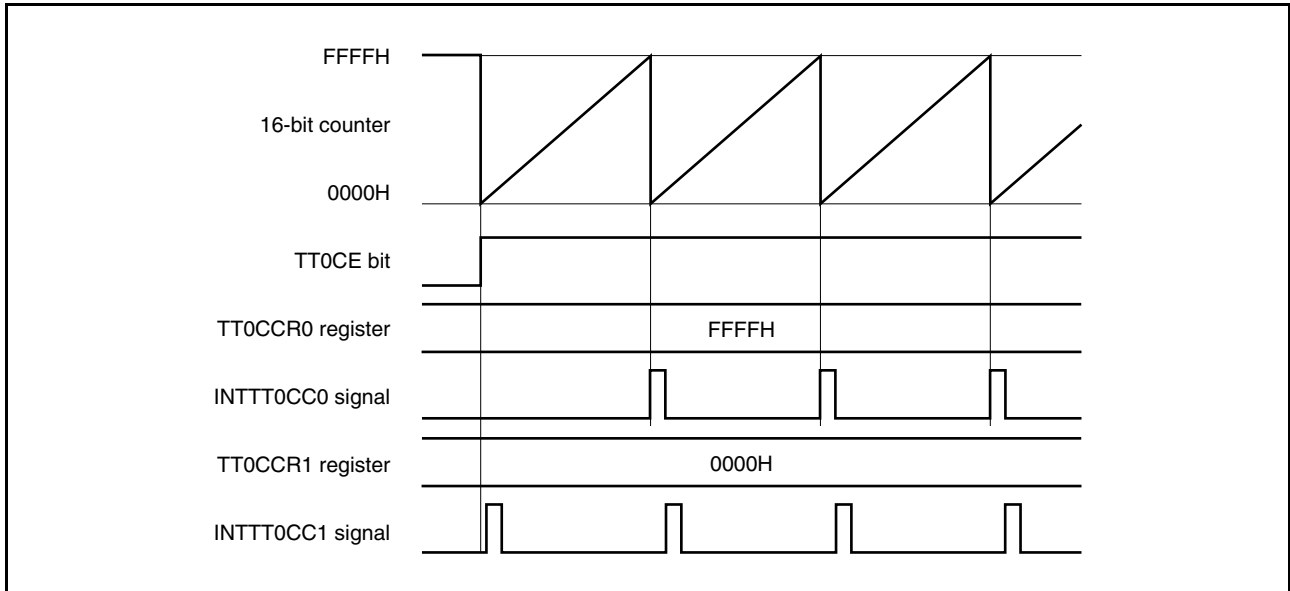 FFFFH
16-bit counter
0000H
TT0CE bit
TT0CCR0 register
FFFFH
INTTT0CC0 signal
TT0CCR1 register
0000H
INTTT0CC1 signal